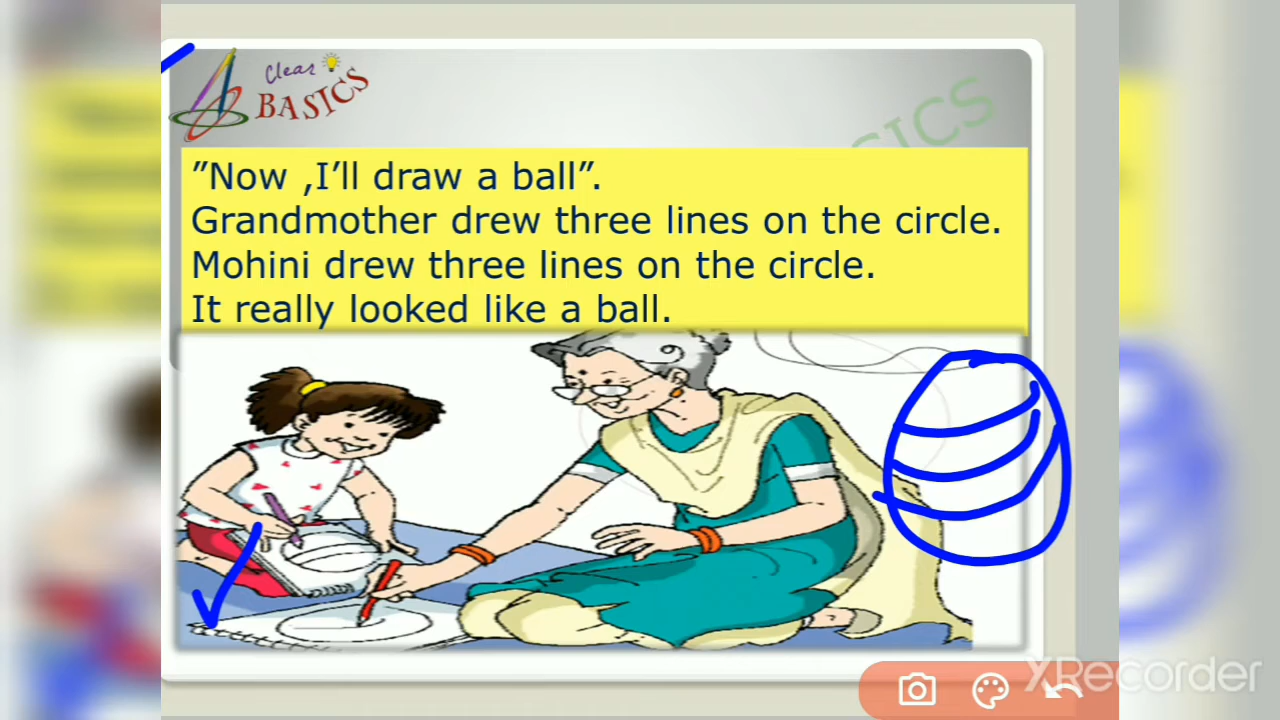 Clear
BASICS
ICS
”Now ,I’ll draw a ball”.
Grandmother drew three lines on the circle.
Mohini drew three lines on the circle.
It really looked like a ball.
XRecorder